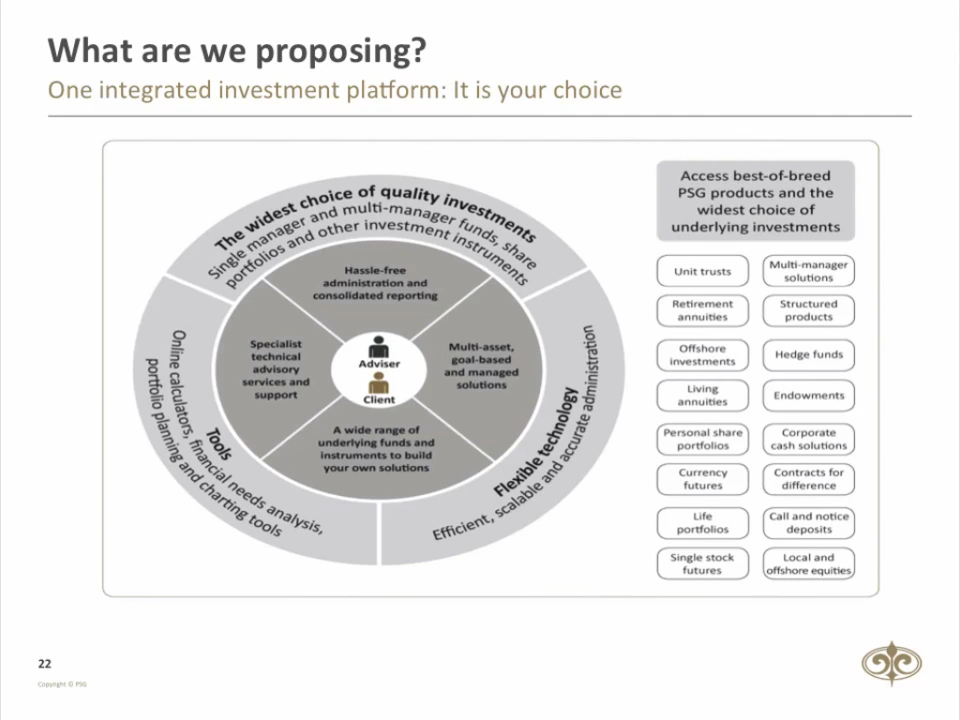 What are we proposing?
One integrated investment platform: It is your choice
The widest choice of quality investments
Single manager and multi-manager funds, share
portfolios and other investment instruments
Hassle-free
administration and
consolidated reporting
Specialist
technical
advisory
services and
support
Adviser
Client
Multi-asset,
goal-based
and managed
solutions
A wide range of
underlying funds and
instruments to build
your own solutions
Tools
Online calculators, financial needs analysis,
portfolio planning and charting tools
Flexible technology
Efficient, scalable and accurate administration
Access best-of-breed
PSG products and the
widest choice of
underlying investments
Unit trusts
Multi-manager
solutions
Retirement
annuities
Structured
products
Offshore
investments
Hedge funds
Living
annuities
Endowments
Personal share
portfolios
Corporate
cash solutions
Currency
futures
Contracts for
difference
Life
portfolios
Call and notice
deposits
Single stock
futures
Local and
offshore equities
22
Copyright © PSG